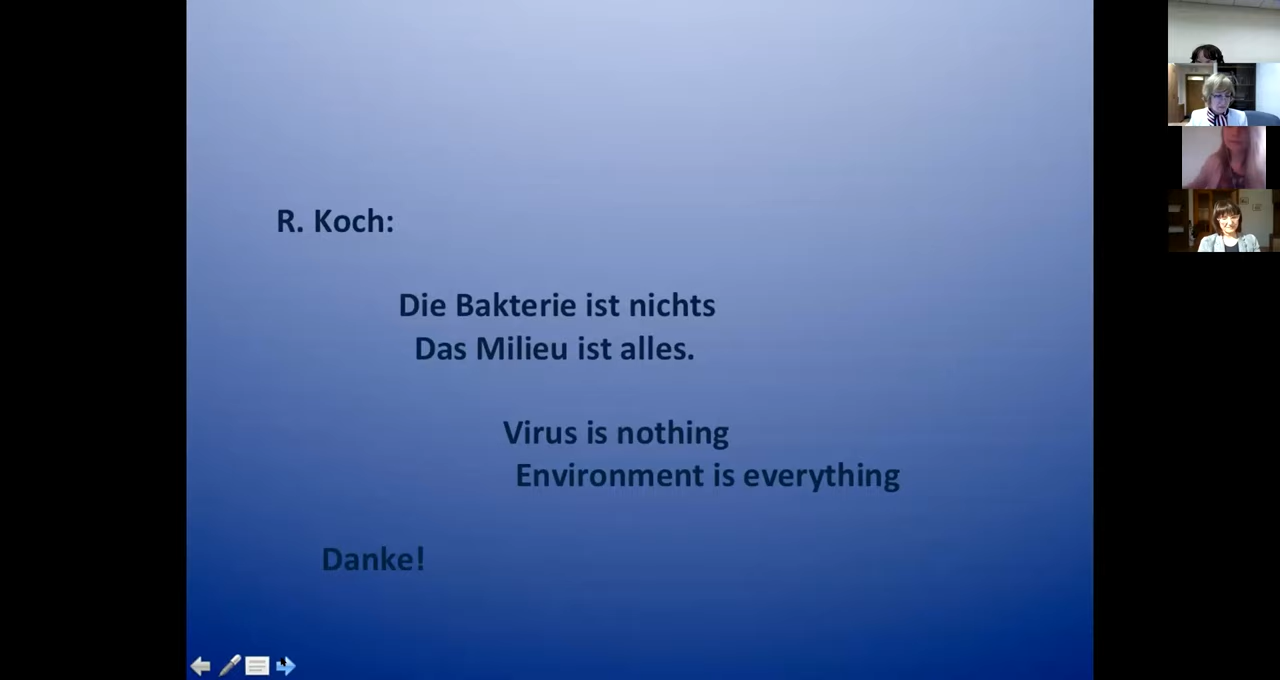 R. Koch:
Die Bakterie ist nichts
Das Milieu ist alles.
Virus is nothing
Environment is everything
Danke!